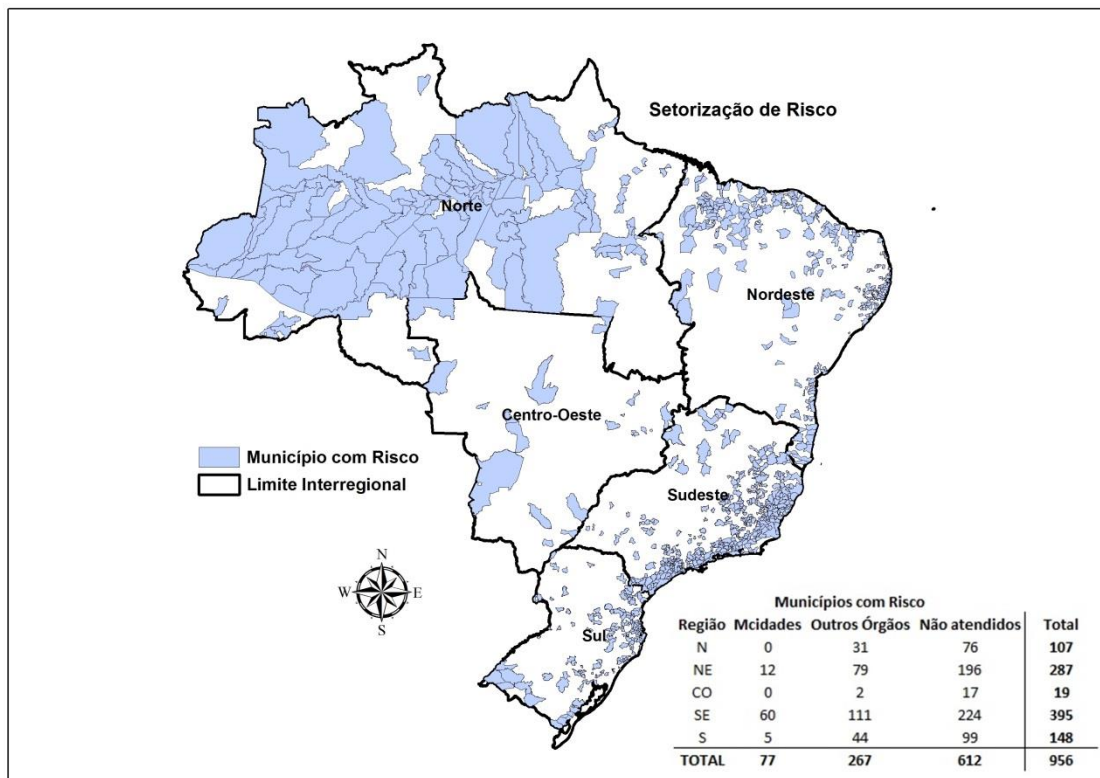 Setorização de Risco
Norte
Nordeste
Centro-Oeste
Município com Risco
Limite Interregional
Sudeste
N
W E
S
Sul
Municípios com Risco
Região Mcidades Outros Órgãos Não atendidos Total
N 0 31 76 107
NE 12 79 196 287
CO 0 2 17 19
SE 60 111 224 395
S 5 44 99 148
TOTAL 77 267 612 956